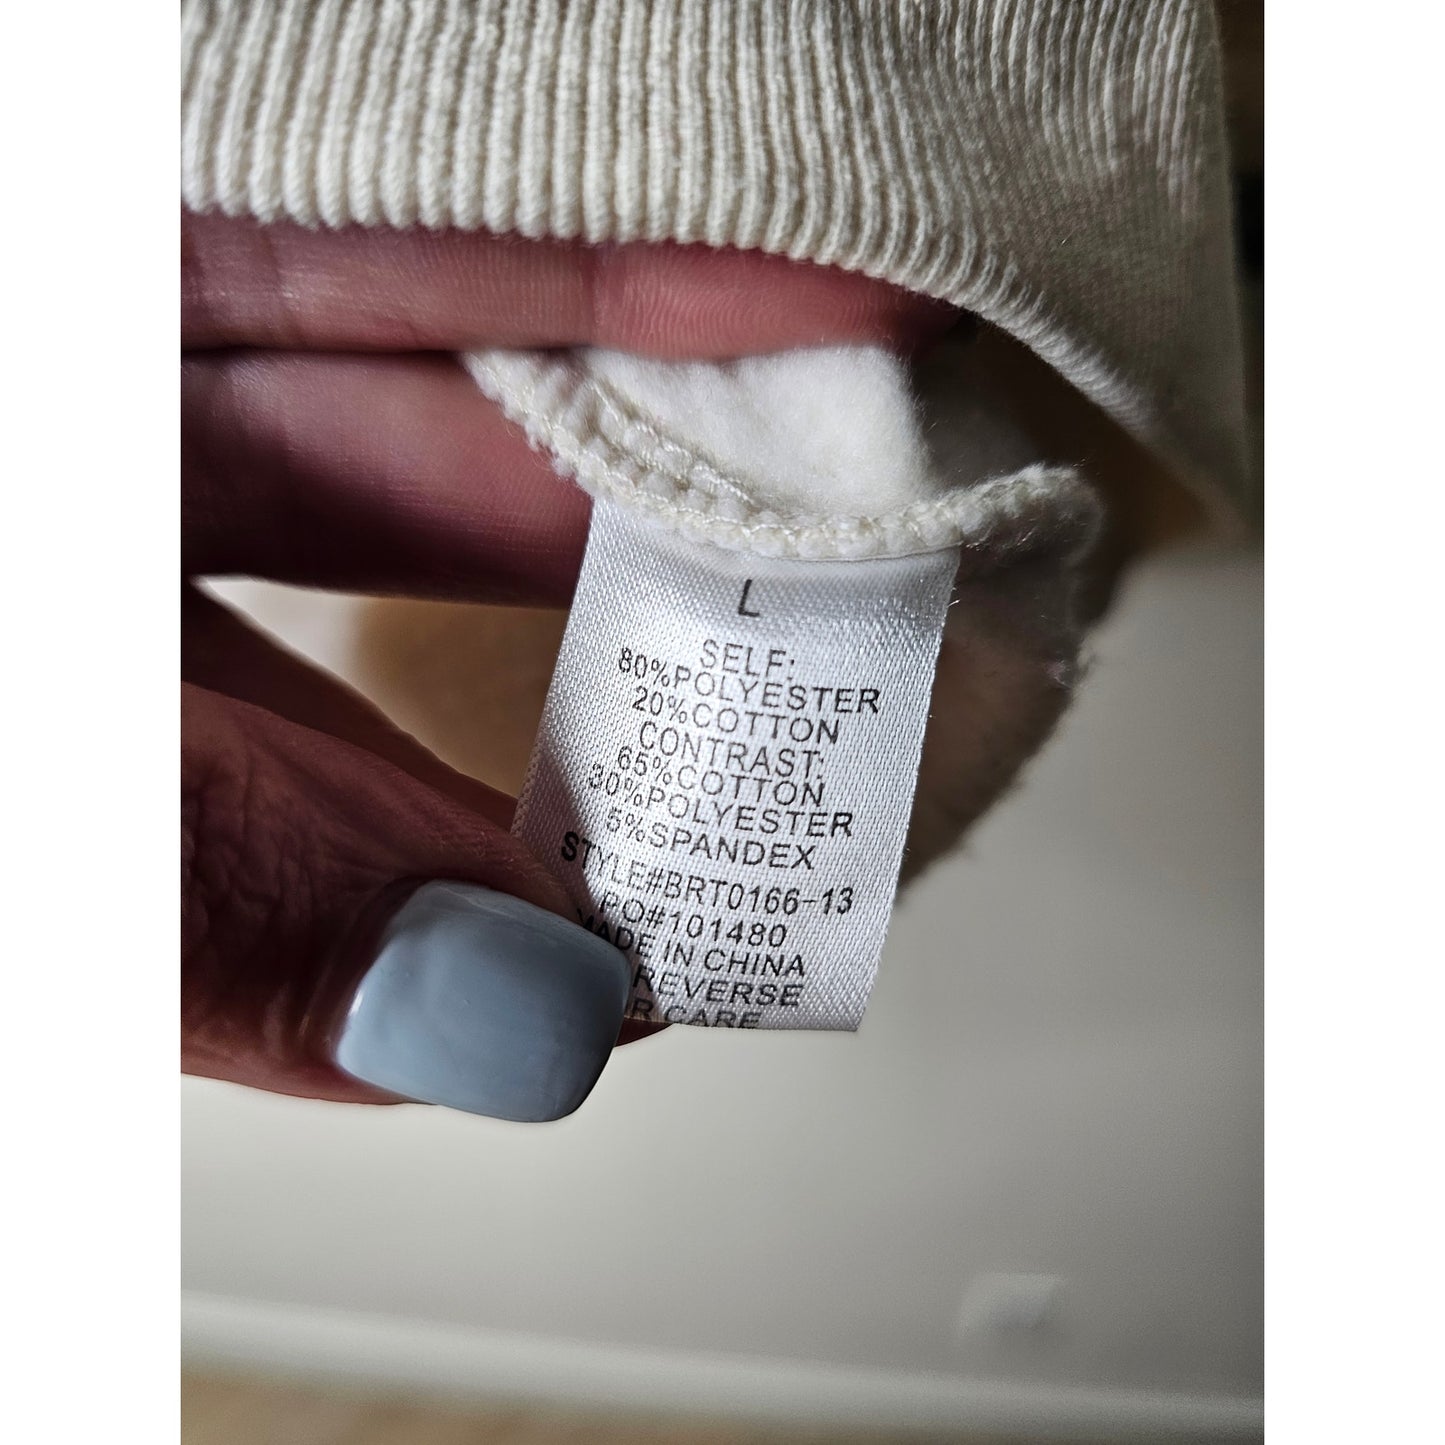 L
SELF:
80%POLYESTER
20%COTTON
CONTRAST:
65%COTTON
30%POLYESTER
5%SPANDEX
STYLE#BRT0166-13
PO#101480
MADE IN CHINA
REVERSE
CARE